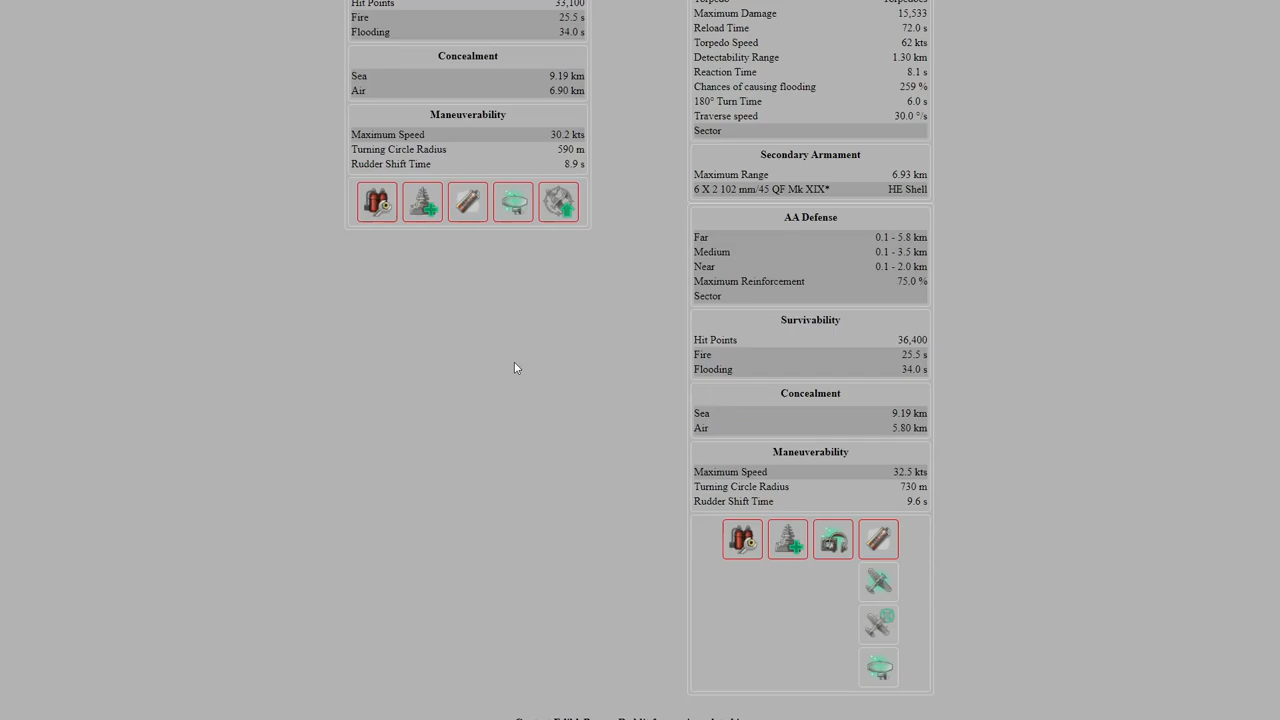 Hit Points 33,100
Fire 25.5 s
Flooding 34.0 s
Concealment
Sea 9.19 km
Air 6.90 km
Maneuverability
Maximum Speed 30.2 kts
Turning Circle Radius 590 m
Rudder Shift Time 8.9 s
Torpedo Torpedoes
Maximum Damage 15,533
Reload Time 72.0 s
Torpedo Speed 62 kts
Detectability Range 1.30 km
Reaction Time 8.1 s
Chances of causing flooding 259 %
180° Turn Time 6.0 s
Traverse speed 30.0 °/s
Sector
Secondary Armament
Maximum Range 6.93 km
6 X 2 102 mm/45 QF Mk XIX* HE Shell
AA Defense
Far 0.1 - 5.8 km
Medium 0.1 - 3.5 km
Near 0.1 - 2.0 km
Maximum Reinforcement 75.0 %
Sector
Survivability
Hit Points 36,400
Fire 25.5 s
Flooding 34.0 s
Concealment
Sea 9.19 km
Air 5.80 km
Maneuverability
Maximum Speed 32.5 kts
Turning Circle Radius 730 m
Rudder Shift Time 9.6 s